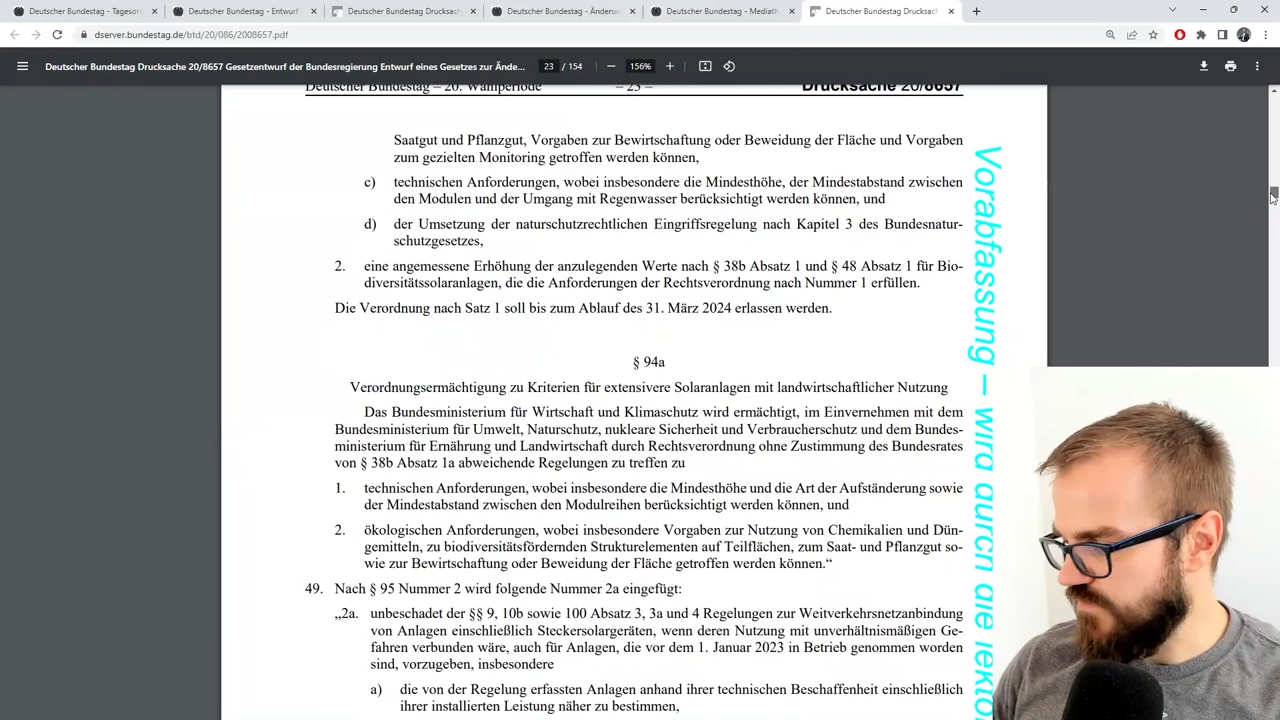 Deutscher Bundestag - Tageso
Deutscher Bundestag - Entwurf
Deutscher Bundestag Drucksach
Deutscher Bundestag - Änderun
Deutscher Bundestag - Mediath
Deutscher Bundestag Drucksach
dserver.bundestag.de/btd/20/086/2008657.pdf
Deutscher Bundestag Drucksache 20/8657 Gesetzentwurf der Bundesregierung Entwurf eines Gesetzes zur Ände...
23 / 154
156%
Deutscher Bundestag – 20. Wahlperiode – 23 – Drucksache 20/8657
Saatgut und Pflanzgut, Vorgaben zur Bewirtschaftung oder Beweidung der Fläche und Vorgaben
zum gezielten Monitoring getroffen werden können,
c) technischen Anforderungen, wobei insbesondere die Mindesthöhe, der Mindestabstand zwischen
den Modulen und der Umgang mit Regenwasser berücksichtigt werden können, und
d) der Umsetzung der naturschutzrechtlichen Eingriffsregelung nach Kapitel 3 des Bundesnatur-
schutzgesetzes,
2. eine angemessene Erhöhung der anzulegenden Werte nach § 38b Absatz 1 und § 48 Absatz 1 für Bio-
diversitätssolaranlagen, die die Anforderungen der Rechtsverordnung nach Nummer 1 erfüllen.
Die Verordnung nach Satz 1 soll bis zum Ablauf des 31. März 2024 erlassen werden.
§ 94a
Verordnungsermächtigung zu Kriterien für extensivere Solaranlagen mit landwirtschaftlicher Nutzung
Das Bundesministerium für Wirtschaft und Klimaschutz wird ermächtigt, im Einvernehmen mit dem
Bundesministerium für Umwelt, Naturschutz, nukleare Sicherheit und Verbraucherschutz und dem Bundes-
ministerium für Ernährung und Landwirtschaft durch Rechtsverordnung ohne Zustimmung des Bundesrates
von § 38b Absatz 1a abweichende Regelungen zu treffen zu
1. technischen Anforderungen, wobei insbesondere die Mindesthöhe und die Art der Aufständerung sowie
der Mindestabstand zwischen den Modulreihen berücksichtigt werden können, und
2. ökologischen Anforderungen, wobei insbesondere Vorgaben zur Nutzung von Chemikalien und Dün-
gemitteln, zu biodiversitätsfördernden Strukturelementen auf Teilflächen, zum Saat- und Pflanzgut so-
wie zur Bewirtschaftung oder Beweidung der Fläche getroffen werden können.“
49. Nach § 95 Nummer 2 wird folgende Nummer 2a eingefügt:
„2a. unbeschadet der §§ 9, 10b sowie 100 Absatz 3, 3a und 4 Regelungen zur Weitverkehrsnetzanbindung
von Anlagen einschließlich Steckersolargeräten, wenn deren Nutzung mit unverhältnismäßigen Ge-
fahren verbunden wäre, auch für Anlagen, die vor dem 1. Januar 2023 in Betrieb genommen worden
sind, vorzugeben, insbesondere
a) die von der Regelung erfassten Anlagen anhand ihrer technischen Beschaffenheit einschließlich
ihrer installierten Leistung näher zu bestimmen,
Vorabfassung – wird durch die lektor